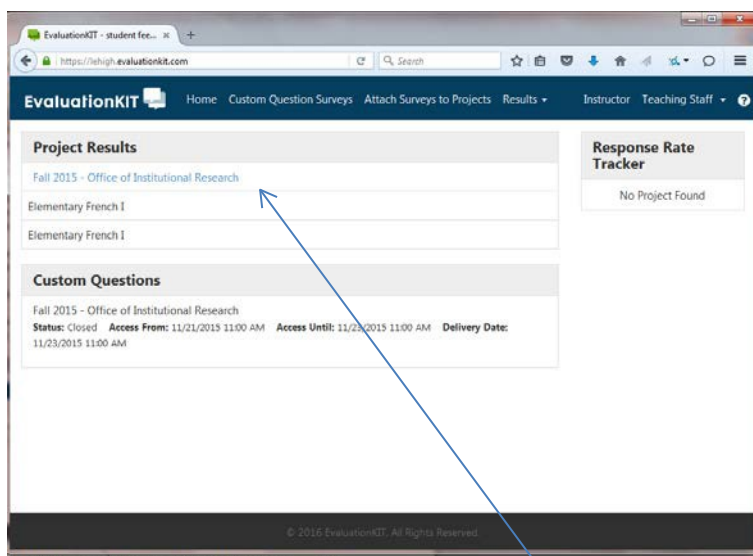 EvaluationKIT - student fee...
https://lehigh.evaluationkit.com
Search
EvaluationKIT
Home Custom Question Surveys Attach Surveys to Projects Results Instructor Teaching Staff
Project Results
Fall 2015 - Office of Institutional Research
Elementary French I
Elementary French I
Response Rate
Tracker
No Project Found
Custom Questions
Fall 2015 - Office of Institutional Research
Status: Closed Access From: 11/21/2015 11:00 AM Access Until: 11/23/2015 11:00 AM Delivery Date:
11/23/2015 11:00 AM
© 2016 EvaluationKIT. All Rights Reserved.